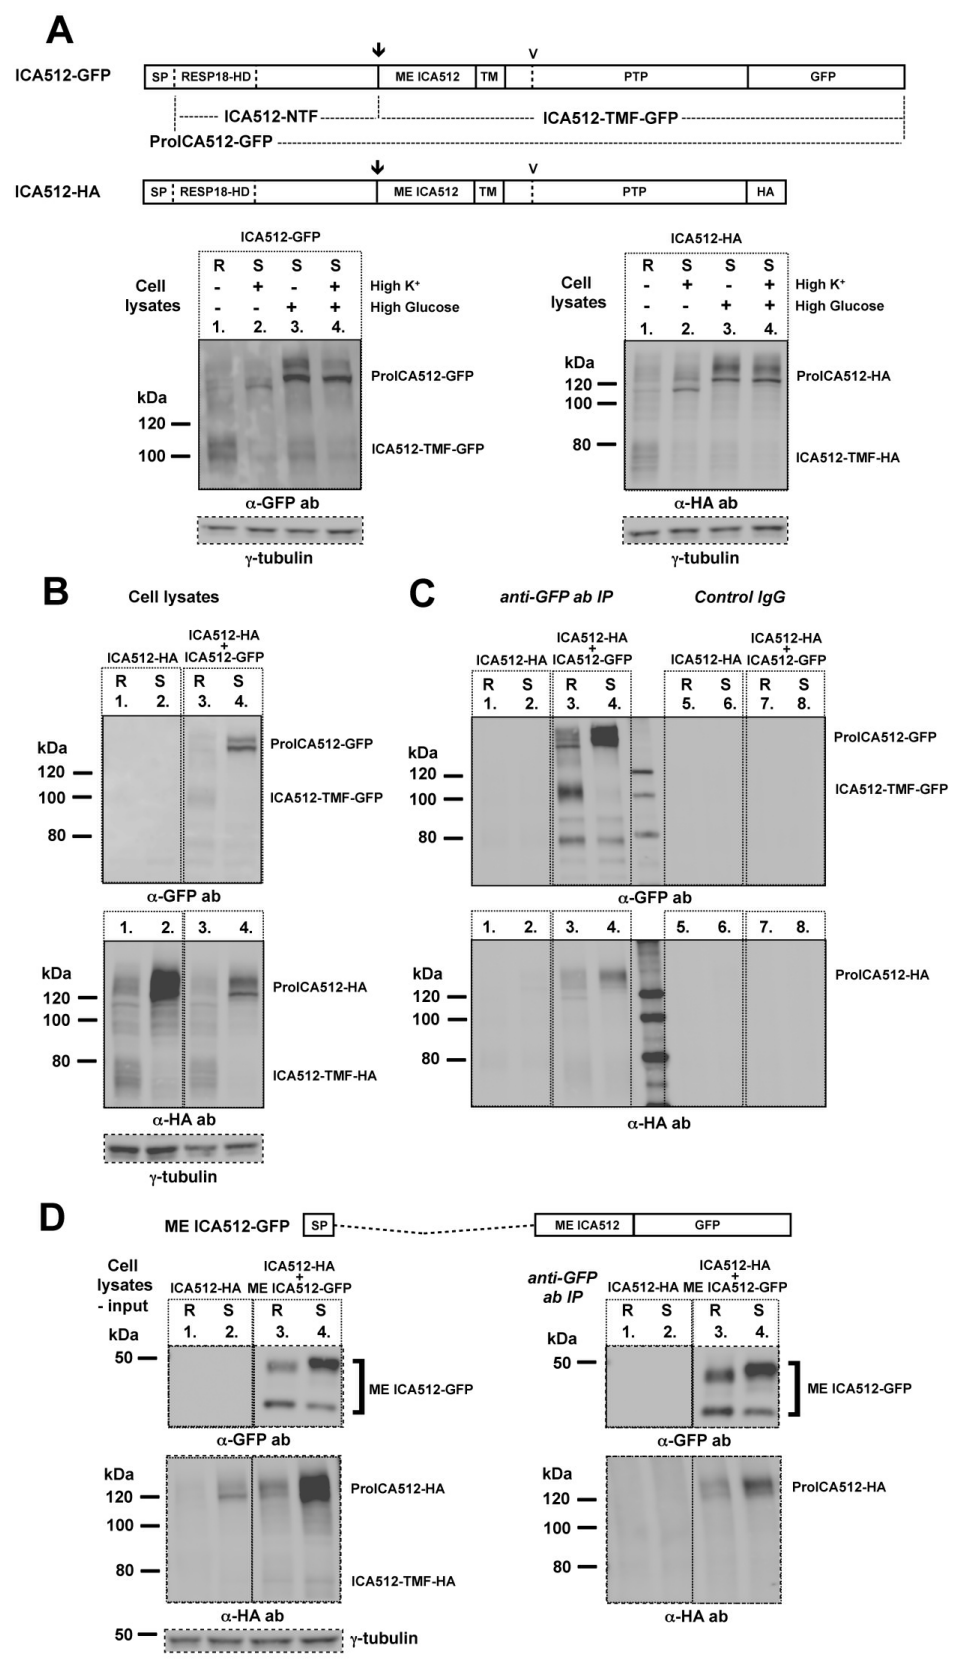 A
ICA512-GFP
SP RESP18-HD ME ICA512 TM V PTP GFP
ICA512-NTF ICA512-TMF-GFP
ProICA512-GFP
ICA512-HA
SP RESP18-HD ME ICA512 TM V PTP HA
ICA512-GFP
R S S S
Cell lysates
- + - + High K+
- - + + High Glucose
1. 2. 3. 4.
kDa
120
100
ProICA512-GFP
ICA512-TMF-GFP
α-GFP ab
γ-tubulin
ICA512-HA
R S S S
Cell lysates
- + - + High K+
- - + + High Glucose
1. 2. 3. 4.
kDa
120
100
80
ProICA512-HA
ICA512-TMF-HA
α-HA ab
γ-tubulin
B
Cell lysates
ICA512-HA
ICA512-HA
+
ICA512-GFP
R S R S
1. 2. 3. 4.
kDa
120
100
80
ProICA512-GFP
ICA512-TMF-GFP
α-GFP ab
1. 2. 3. 4.
kDa
120
100
80
ProICA512-HA
ICA512-TMF-HA
α-HA ab
γ-tubulin
C
anti-GFP ab IP Control IgG
ICA512-HA
ICA512-HA
+
ICA512-GFP
ICA512-HA
ICA512-HA
+
ICA512-GFP
R S R S R S R S
1. 2. 3. 4. 5. 6. 7. 8.
kDa
120
100
80
ProICA512-GFP
ICA512-TMF-GFP
α-GFP ab
1. 2. 3. 4. 5. 6. 7. 8.
kDa
120
100
80
ProICA512-HA
α-HA ab
D
ME ICA512-GFP SP ME ICA512 GFP
Cell
lysates
- input
ICA512-HA
ICA512-HA
+
ME ICA512-GFP
R S R S
1. 2. 3. 4.
kDa
50
ME ICA512-GFP
α-GFP ab
kDa
120
100
80
ProICA512-HA
ICA512-TMF-HA
α-HA ab
50
γ-tubulin
anti-GFP
ab IP
ICA512-HA
ICA512-HA
+
ME ICA512-GFP
R S R S
1. 2. 3. 4.
kDa
50
ME ICA512-GFP
α-GFP ab
kDa
120
100
80
ProICA512-HA
α-HA ab